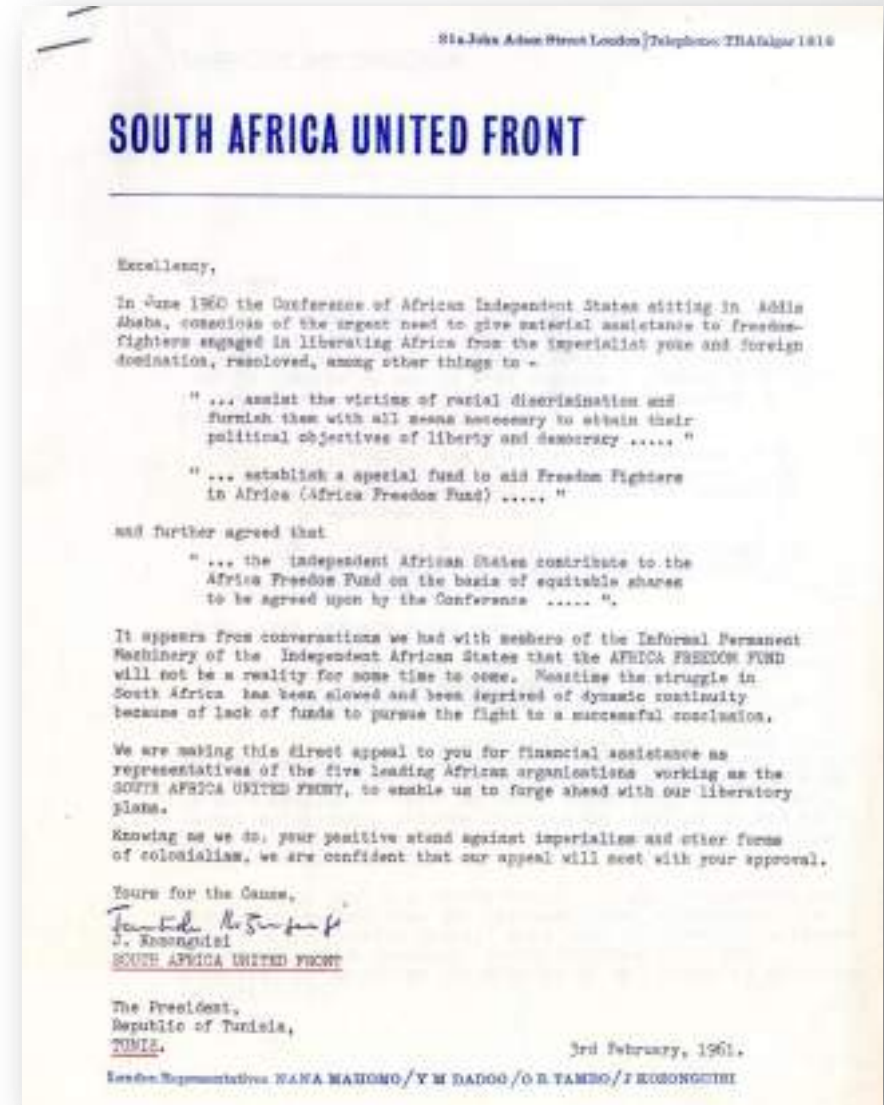 81a John Adam Street London/Telephone: TRAfalgar 1818
SOUTH AFRICA UNITED FRONT
Excellency,
In June 1960 the Conference of African Independent States sitting in Addis
Ababa, conscious of the urgent need to give material assistance to freedom-
fighters engaged in liberating Africa from the imperialist yoke and foreign
domination, resoloved, among other things to -
" ... assist the victims of racial discrimination and
furnish them with all means necessary to attain their
political objectives of liberty and democracy ..... "
" ... establish a special fund to aid Freedom Fighters
in Africa (Africa Freedom Fund) ..... "
and further agreed that
" ... the independent African States contribute to the
Africa Freedom Fund on the basis of equitable shares
to be agreed upon by the Conference ..... ".
It appears from conversations we had with members of the Informal Permanent
Machinery of the Independent African States that the AFRICA FREEDOM FUND
will not be a reality for some time to come. Meantime the struggle in
South Africa has been slowed and been deprived of dynamic continuity
because of lack of funds to pursue the fight to a successful conclusion.
We are making this direct appeal to you for financial assistance as
representatives of the five leading African organisations working as the
SOUTH AFRICA UNITED FRONT, to enable us to forge ahead with our liberatory
plans.
Knowing as we do, your positive stand against imperialism and other forms
of colonialism, we are confident that our appeal will meet with your approval.
Yours for the Cause,
J. Kozonguizi
SOUTH AFRICA UNITED FRONT
The President,
Republic of Tunisia,
TUNIS.
3rd February, 1961.
London Representatives NANA MAHOMO/Y M DADOO/O R TAMBO/J KOZONGUIZI